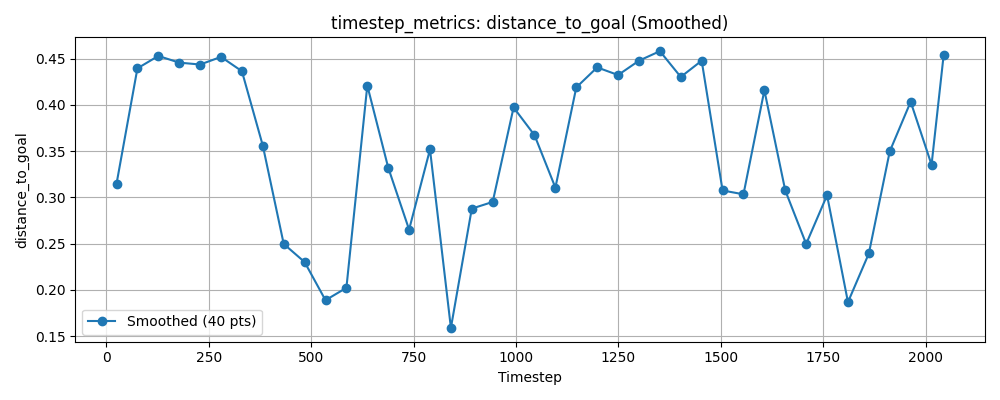 timestep_metrics: distance_to_goal (Smoothed)
distance_to_goal
0.45
0.40
0.35
0.30
0.25
0.20
0.15
Smoothed (40 pts)
0 250 500 750 1000 1250 1500 1750 2000
Timestep